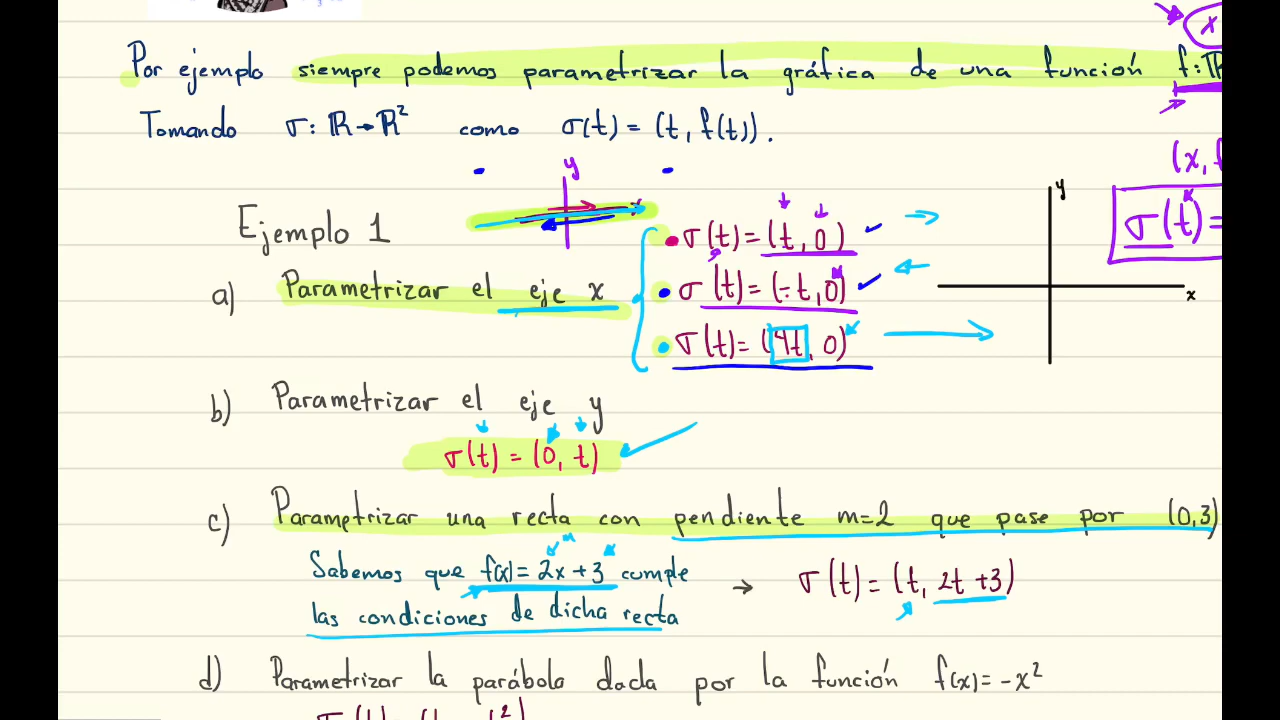 Por ejemplo siempre podemos parametrizar la gráfica de una función f: ℝ
Tomando σ: ℝ→ℝ² como σ(t) = (t, f(t)).
x
(x, f
y
y
x
σ(t) =
Ejemplo 1
a) Parametrizar el eje x
σ(t) = (t, 0)
σ(t) = (-t, 0)
σ(t) = (4t, 0)
b) Parametrizar el eje y
σ(t) = (0, t)
c) Parametrizar una recta con pendiente m=2 que pase por (0,3)
Sabemos que f(x) = 2x+3 cumple
las condiciones de dicha recta
→ σ(t) = (t, 2t+3)
d) Parametrizar la parábola dada por la función f(x) = -x²